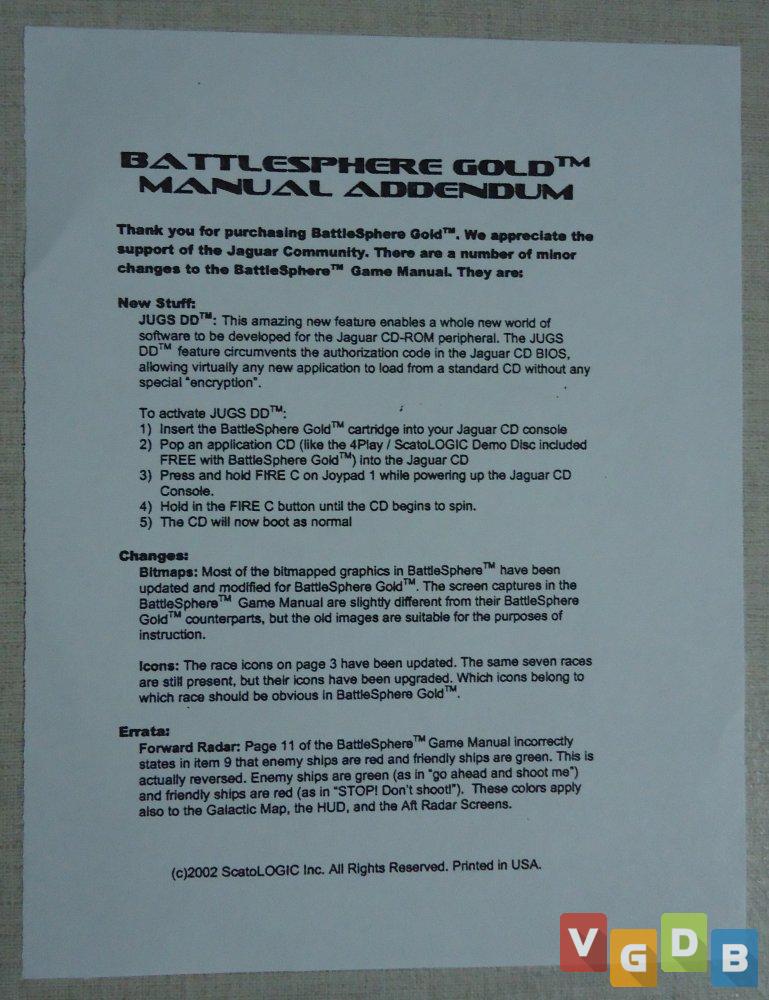 BATTLESPHERE GOLD™
MANUAL ADDENDUM
Thank you for purchasing BattleSphere Gold™. We appreciate the
support of the Jaguar Community. There are a number of minor
changes to the BattleSphere™ Game Manual. They are:
New Stuff:
JUGS DD™: This amazing new feature enables a whole new world of
software to be developed for the Jaguar CD-ROM peripheral. The JUGS
DD™ feature circumvents the authorization code in the Jaguar CD BIOS,
allowing virtually any new application to load from a standard CD without any
special "encryption".
To activate JUGS DD™:
1) Insert the BattleSphere Gold™ cartridge into your Jaguar CD console
2) Pop an application CD (like the 4Play / ScatoLOGIC Demo Disc included
FREE with BattleSphere Gold™) into the Jaguar CD
3) Press and hold FIRE C on Joypad 1 while powering up the Jaguar CD
Console.
4) Hold in the FIRE C button until the CD begins to spin.
5) The CD will now boot as normal
Changes:
Bitmaps: Most of the bitmapped graphics in BattleSphere™ have been
updated and modified for BattleSphere Gold™. The screen captures in the
BattleSphere™ Game Manual are slightly different from their BattleSphere
Gold™ counterparts, but the old images are suitable for the purposes of
instruction.
Icons: The race icons on page 3 have been updated. The same seven races
are still present, but their icons have been upgraded. Which icons belong to
which race should be obvious in BattleSphere Gold™.
Errata:
Forward Radar: Page 11 of the BattleSphere™ Game Manual incorrectly
states in item 9 that enemy ships are red and friendly ships are green. This is
actually reversed. Enemy ships are green (as in "go ahead and shoot me")
and friendly ships are red (as in "STOP! Don't shoot!"). These colors apply
also to the Galactic Map, the HUD, and the Aft Radar Screens.
(c)2002 ScatoLOGIC Inc. All Rights Reserved. Printed in USA.
VGDB